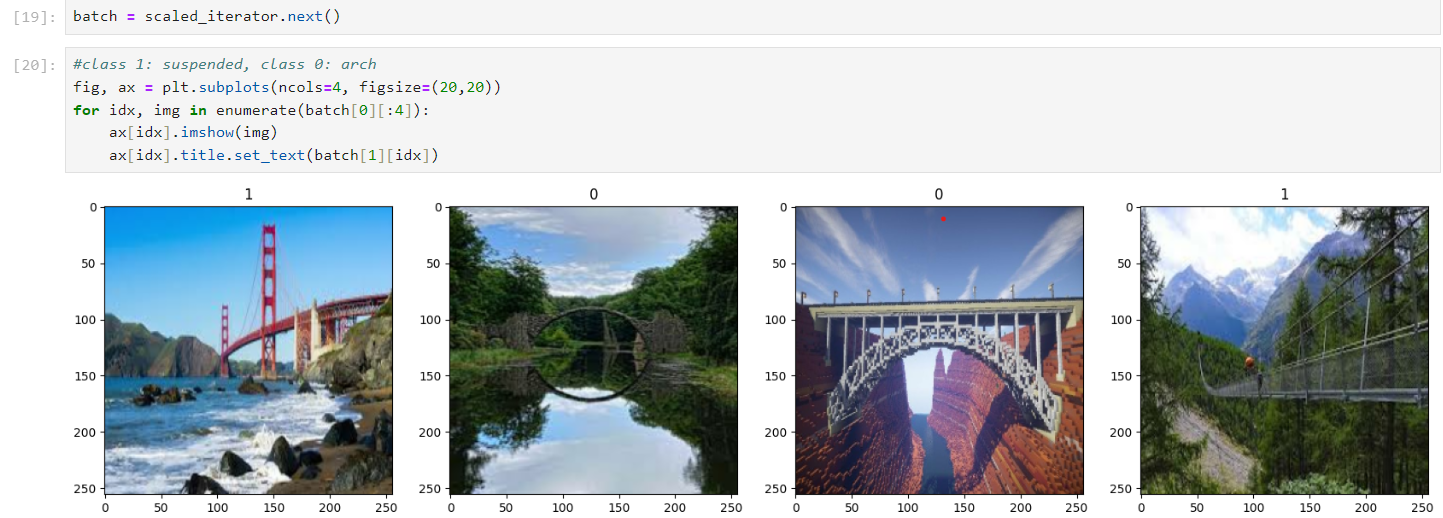 [19]: batch = scaled_iterator.next()
[20]: #class 1: suspended, class 0: arch
fig, ax = plt.subplots(ncols=4, figsize=(20,20))
for idx, img in enumerate(batch[0][:4]):
    ax[idx].imshow(img)
    ax[idx].title.set_text(batch[1][idx])
1 0 0 1
0 0 0 0
50 50 50 50
100 100 100 100
150 150 150 150
200 200 200 200
250 250 250 250
0 50 100 150 200 250 0 50 100 150 200 250 0 50 100 150 200 250 0 50 100 150 200 250